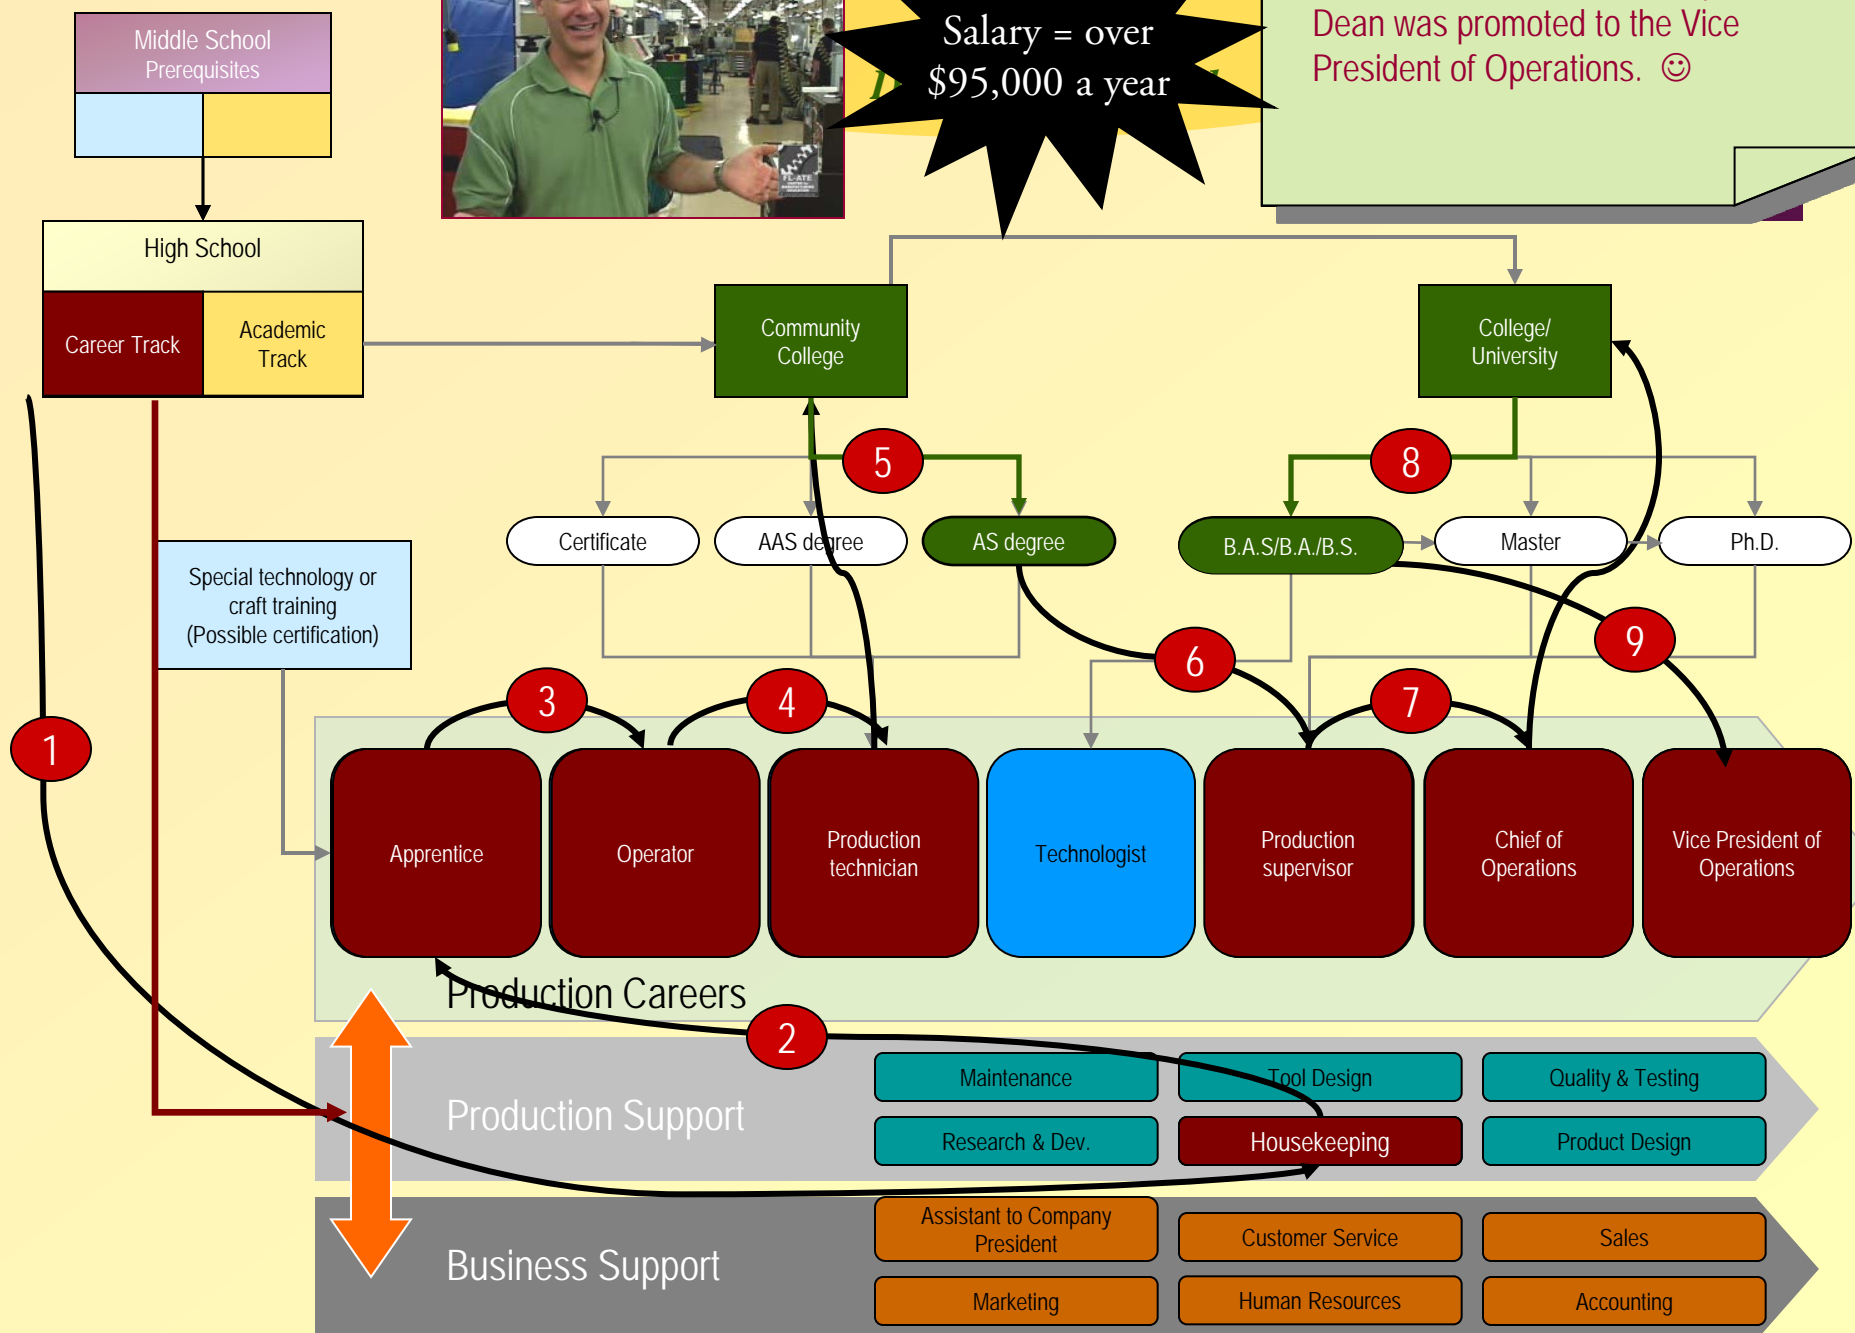 Middle School
Prerequisites
FL-ATE
Salary = over
$95,000 a year
Dean was promoted to the Vice
President of Operations. ☺
High School
Career Track
Academic
Track
Community
College
College/
University
5
8
Certificate
AAS degree
AS degree
B.A.S/B.A./B.S.
Master
Ph.D.
Special technology or
craft training
(Possible certification)
1
3
4
6
7
9
Apprentice
Operator
Production
technician
Technologist
Production
supervisor
Chief of
Operations
Vice President of
Operations
Production Careers
2
Production Support
Maintenance
Tool Design
Quality & Testing
Research & Dev.
Housekeeping
Product Design
Business Support
Assistant to Company
President
Customer Service
Sales
Marketing
Human Resources
Accounting